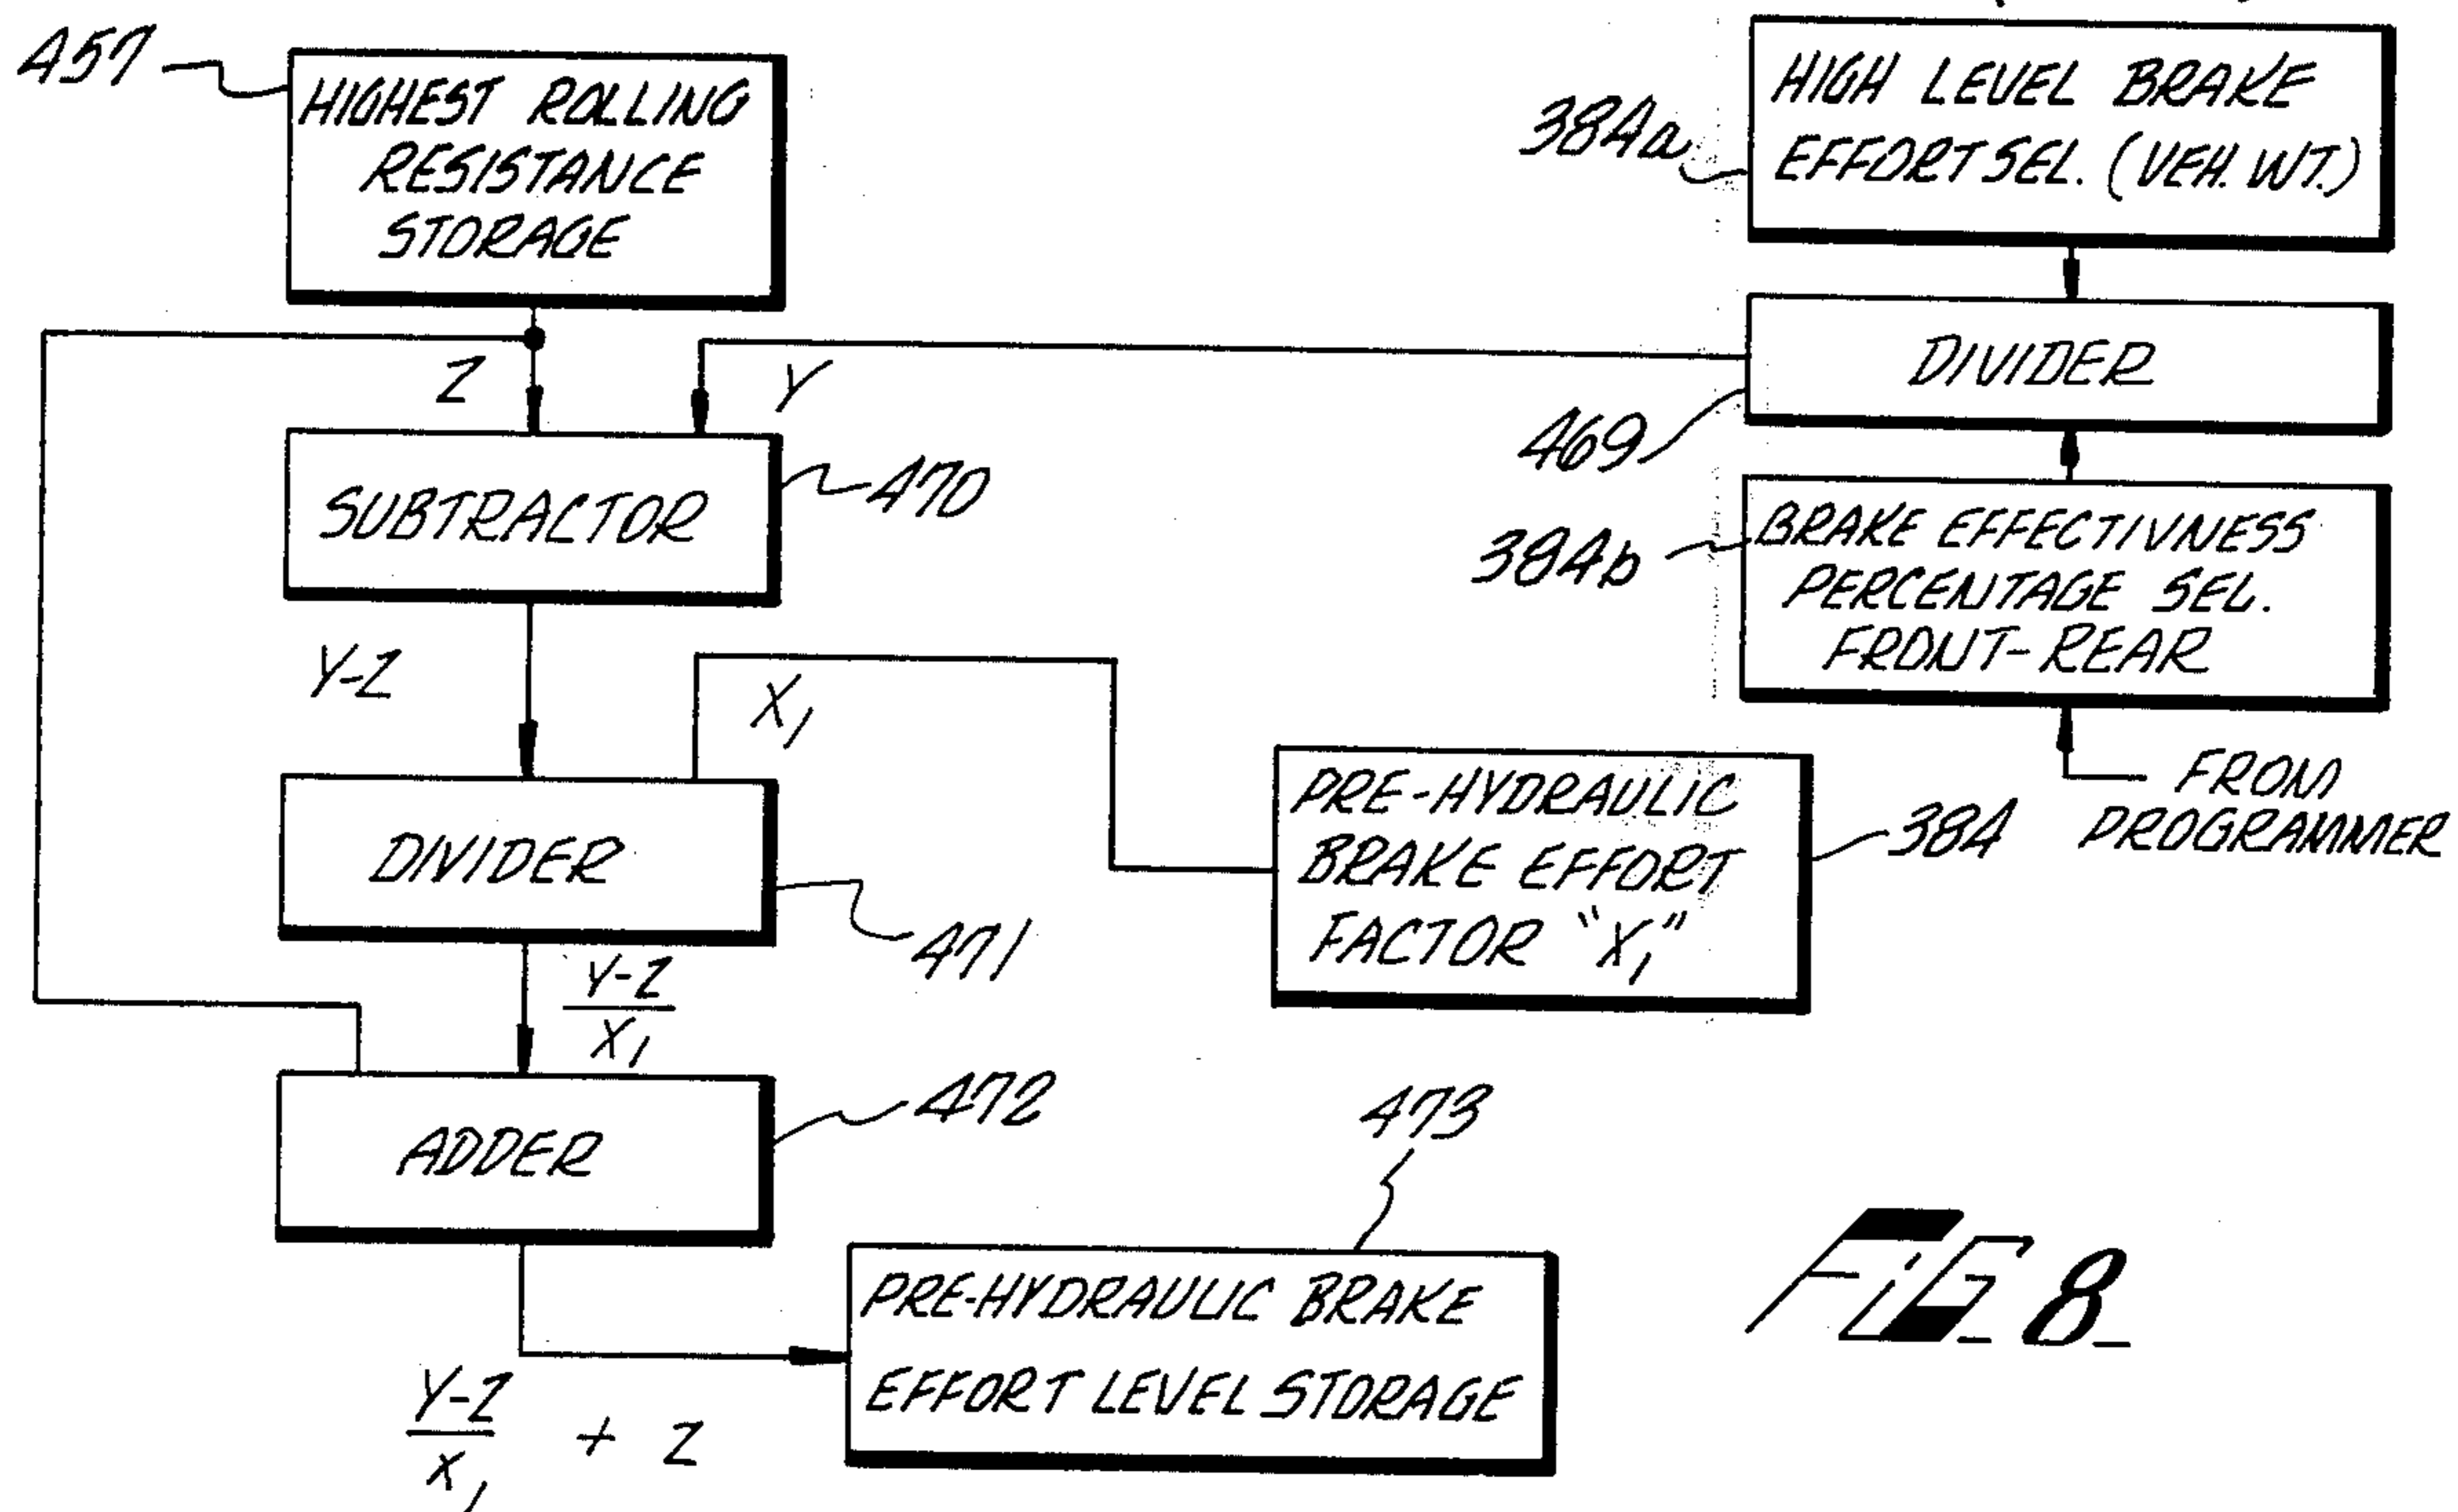 457
HIGHEST ROLLING
RESISTANCE
STORAGE
384a
HIGH LEVEL BRAKE
EFFORT SEL. (VEH. WT.)
Z
Y
DIVIDER
469
SUBTRACTOR
470
384b
BRAKE EFFECTIVNESS
PERCENTAGE SEL.
FRONT-REAR
Y-Z
X₁
FROM
PROGRAMMER
PRE-HYDRAULIC
BRAKE EFFORT
FACTOR "X₁"
384
DIVIDER
471
Y-Z
X₁
ADDER
472
473
PRE-HYDRAULIC BRAKE
EFFORT LEVEL STORAGE
Y-Z
X₁
+ Z
FIG 8